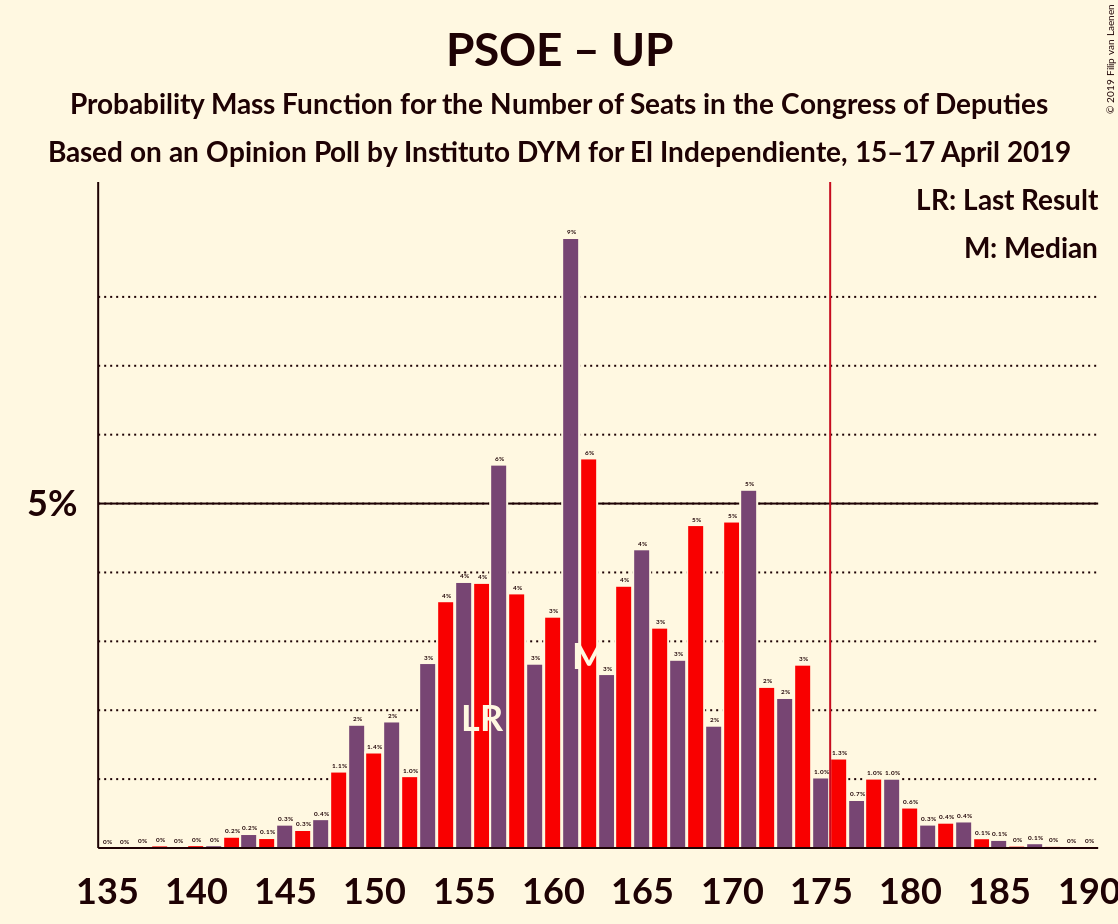 PSOE – UP
Probability Mass Function for the Number of Seats in the Congress of Deputies
Based on an Opinion Poll by Instituto DYM for El Independiente, 15–17 April 2019
© 2019 Filip van Laenen
LR: Last Result
M: Median
5%
0% 0% 0% 0% 0% 0% 0% 0.2% 0.2% 0.1% 0.3% 0.3% 0.4% 1.1% 2% 1.4% 2% 1.0% 3% 4% 4% 4% 6% 4% 3% 3% 9% 6% 3% 4% 4% 3% 3% 5% 2% 5% 5% 2% 2% 3% 1.0% 1.3% 0.7% 1.0% 1.0% 0.6% 0.3% 0.4% 0.4% 0.1% 0.1% 0% 0.1% 0% 0% 0%
M
LR
135 140 145 150 155 160 165 170 175 180 185 190